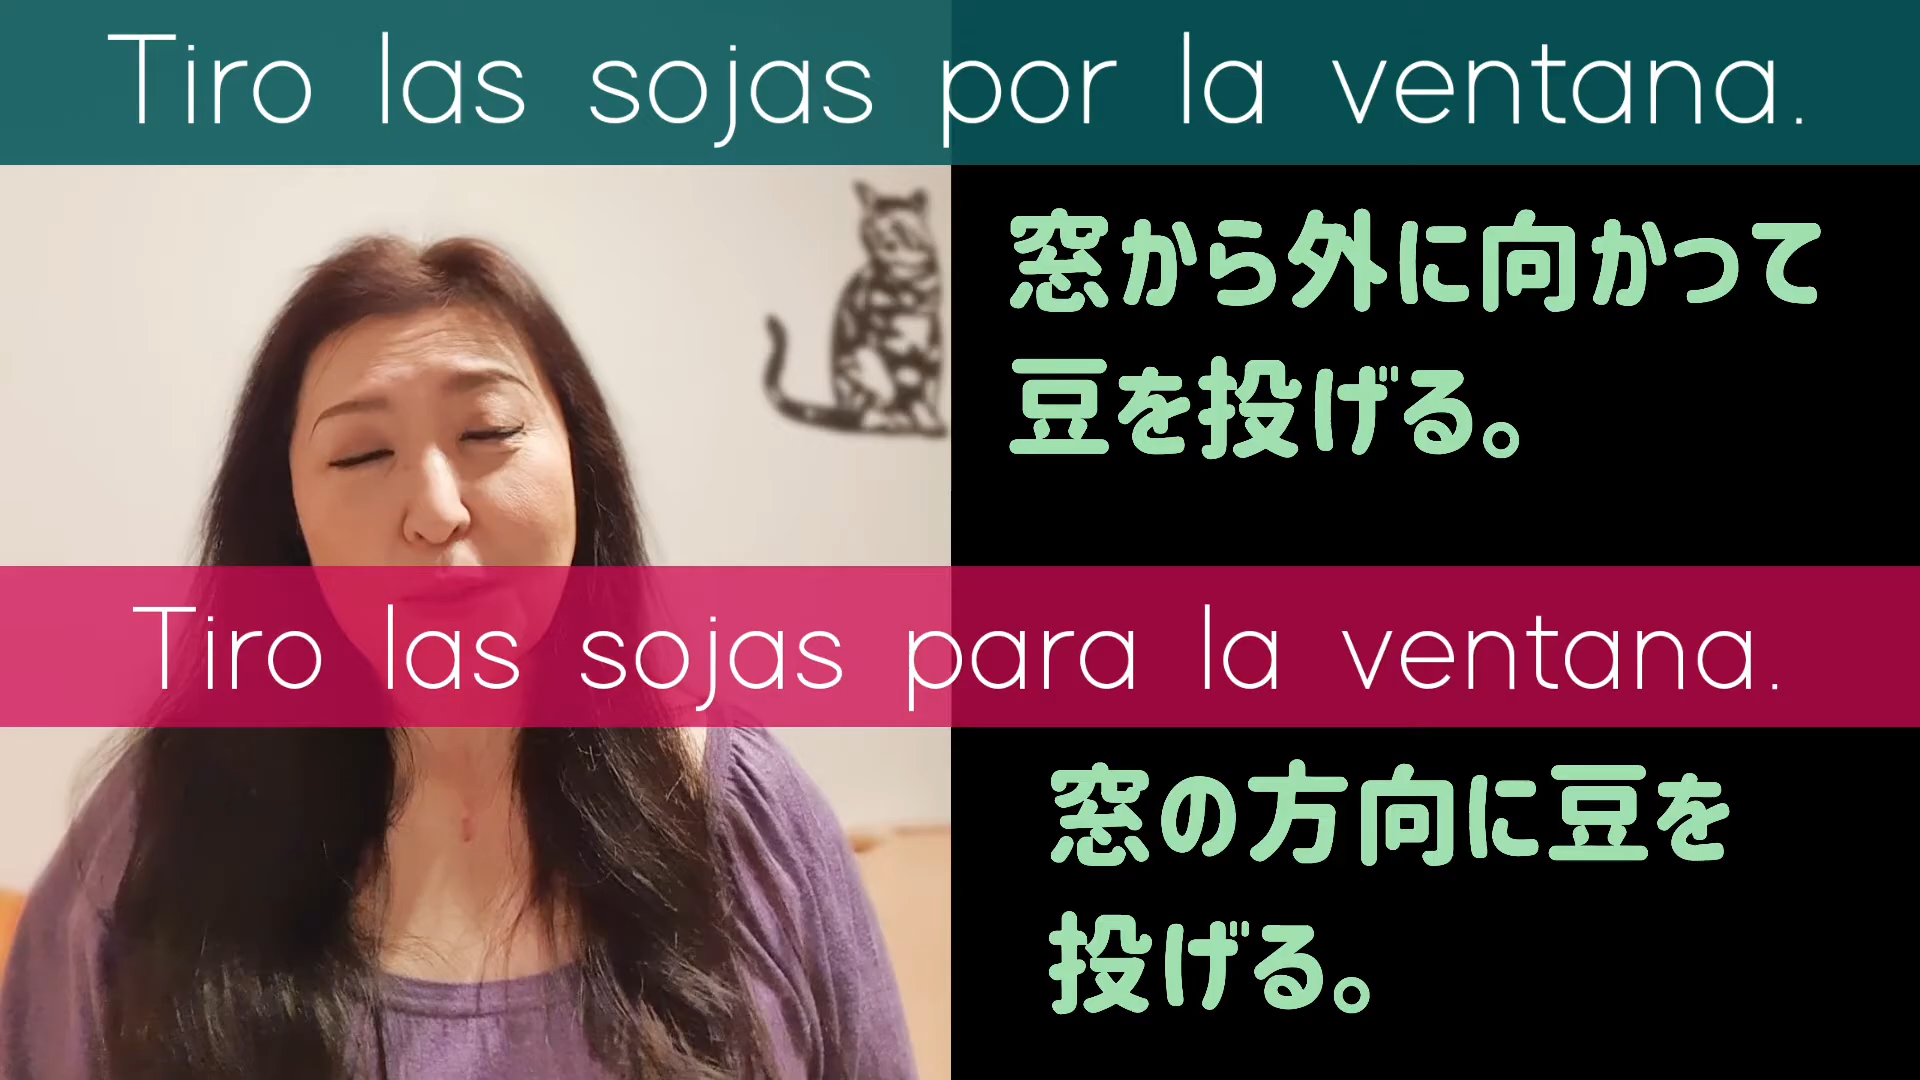 Tiro las sojas por la ventana.
窓から外に向かって
豆を投げる。
Tiro las sojas para la ventana.
窓の方向に豆を
投げる。